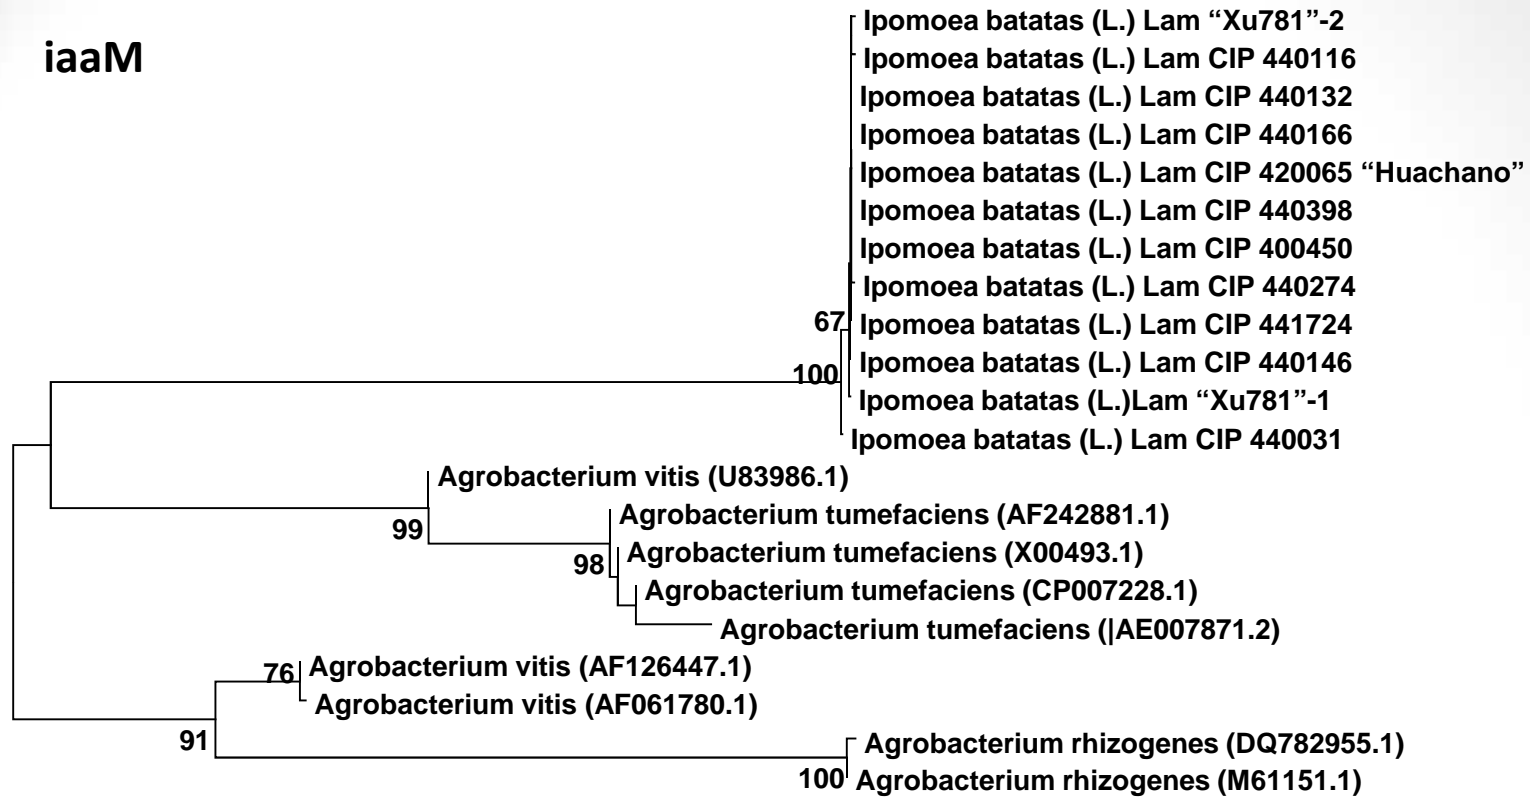 iaaM
Ipomoea batatas (L.) Lam “Xu781”-2
Ipomoea batatas (L.) Lam CIP 440116
Ipomoea batatas (L.) Lam CIP 440132
Ipomoea batatas (L.) Lam CIP 440166
Ipomoea batatas (L.) Lam CIP 420065 “Huachano”
Ipomoea batatas (L.) Lam CIP 440398
Ipomoea batatas (L.) Lam CIP 400450
Ipomoea batatas (L.) Lam CIP 440274
67
Ipomoea batatas (L.) Lam CIP 441724
Ipomoea batatas (L.) Lam CIP 440146
100
Ipomoea batatas (L.)Lam “Xu781”-1
Ipomoea batatas (L.) Lam CIP 440031
Agrobacterium vitis (U83986.1)
99
Agrobacterium tumefaciens (AF242881.1)
Agrobacterium tumefaciens (X00493.1)
98
Agrobacterium tumefaciens (CP007228.1)
Agrobacterium tumefaciens (|AE007871.2)
76
Agrobacterium vitis (AF126447.1)
Agrobacterium vitis (AF061780.1)
91
Agrobacterium rhizogenes (DQ782955.1)
100
Agrobacterium rhizogenes (M61151.1)